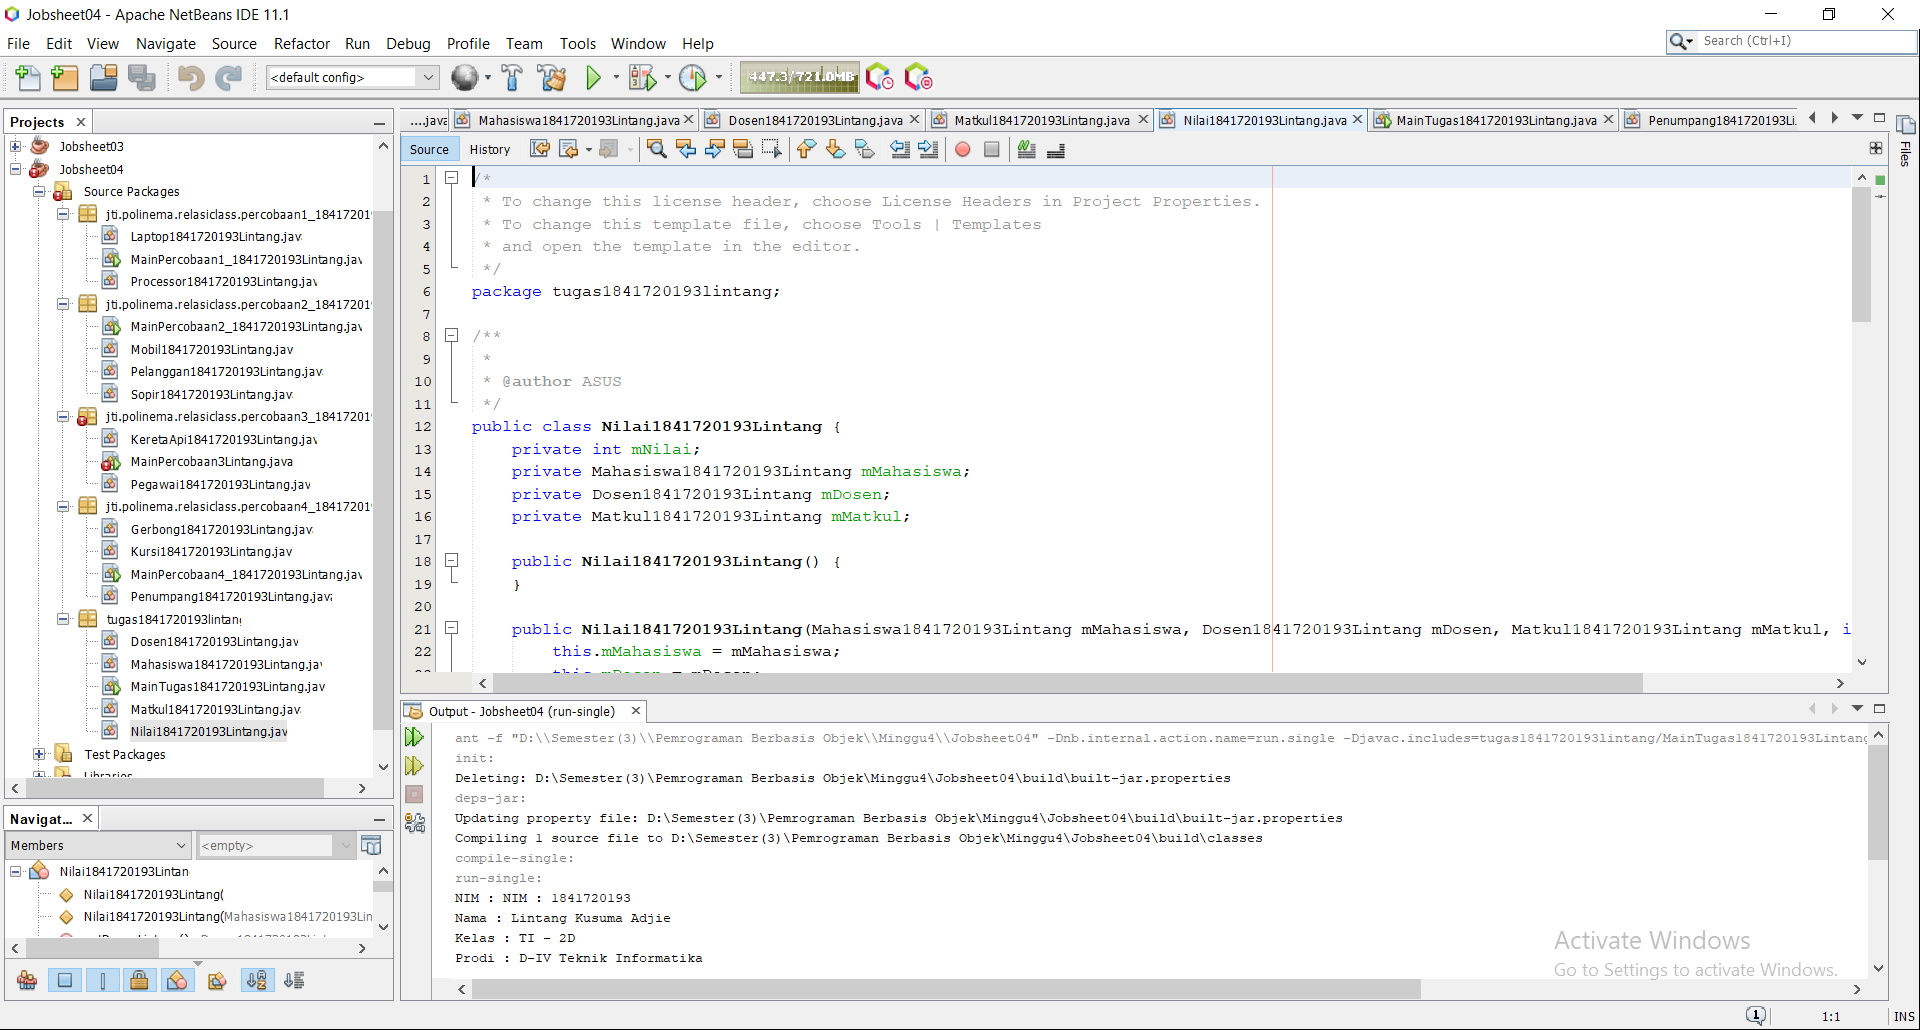 Jobsheet04 - Apache NetBeans IDE 11.1
File Edit View Navigate Source Refactor Run Debug Profile Team Tools Window Help
Search (Ctrl+I)
<default config>
447.3/721.0MB
Projects
Jobsheet03
Jobsheet04
Source Packages
jti.polinema.relasiclass.percobaan1_18417201
Laptop1841720193Lintang.jav
MainPercobaan1_1841720193Lintang.jav
Processor1841720193Lintang.jav
jti.polinema.relasiclass.percobaan2_18417201
MainPercobaan2_1841720193Lintang.jav
Mobil1841720193Lintang.jav
Pelanggan1841720193Lintang.jav
Sopir1841720193Lintang.jav
jti.polinema.relasiclass.percobaan3_18417201
KeretaApi1841720193Lintang.jav
MainPercobaan3Lintang.java
Pegawai1841720193Lintang.jav
jti.polinema.relasiclass.percobaan4_18417201
Gerbong1841720193Lintang.jav
Kursi1841720193Lintang.jav
MainPercobaan4_1841720193Lintang.jav
Penumpang1841720193Lintang.java
tugas1841720193lintang
Dosen1841720193Lintang.jav
Mahasiswa1841720193Lintang.jav
MainTugas1841720193Lintang.jav
Matkul1841720193Lintang.jav
Nilai1841720193Lintang.jav
Test Packages
Libraries
Navigat...
Members
<empty>
Nilai1841720193Lintan
Nilai1841720193Lintang(
Nilai1841720193Lintang(Mahasiswa1841720193Lin
....java Mahasiswa1841720193Lintang.java Dosen1841720193Lintang.java Matkul1841720193Lintang.java Nilai1841720193Lintang.java MainTugas1841720193Lintang.java Penumpang1841720193Li
Source History
Files
1 /*
2 * To change this license header, choose License Headers in Project Properties.
3 * To change this template file, choose Tools | Templates
4 * and open the template in the editor.
5 */
6 package tugas1841720193lintang;
7
8 /**
9 *
10 * @author ASUS
11 */
12 public class Nilai1841720193Lintang {
13 private int mNilai;
14 private Mahasiswa1841720193Lintang mMahasiswa;
15 private Dosen1841720193Lintang mDosen;
16 private Matkul1841720193Lintang mMatkul;
17
18 public Nilai1841720193Lintang() {
19 }
20
21 public Nilai1841720193Lintang(Mahasiswa1841720193Lintang mMahasiswa, Dosen1841720193Lintang mDosen, Matkul1841720193Lintang mMatkul, i
22 this.mMahasiswa = mMahasiswa;
this.mDosen = mDosen;
Output - Jobsheet04 (run-single)
ant -f "D:\\Semester(3)\\Pemrograman Berbasis Objek\\Minggu4\\Jobsheet04" -Dnb.internal.action.name=run.single -Djavac.includes=tugas1841720193lintang/MainTugas1841720193Lintang
init:
Deleting: D:\Semester(3)\Pemrograman Berbasis Objek\Minggu4\Jobsheet04\build\built-jar.properties
deps-jar:
Updating property file: D:\Semester(3)\Pemrograman Berbasis Objek\Minggu4\Jobsheet04\build\built-jar.properties
Compiling 1 source file to D:\Semester(3)\Pemrograman Berbasis Objek\Minggu4\Jobsheet04\build\classes
compile-single:
run-single:
NIM : NIM : 1841720193
Nama : Lintang Kusuma Adjie
Kelas : TI - 2D
Prodi : D-IV Teknik Informatika
Activate Windows
Go to Settings to activate Windows.
1
1:1
INS